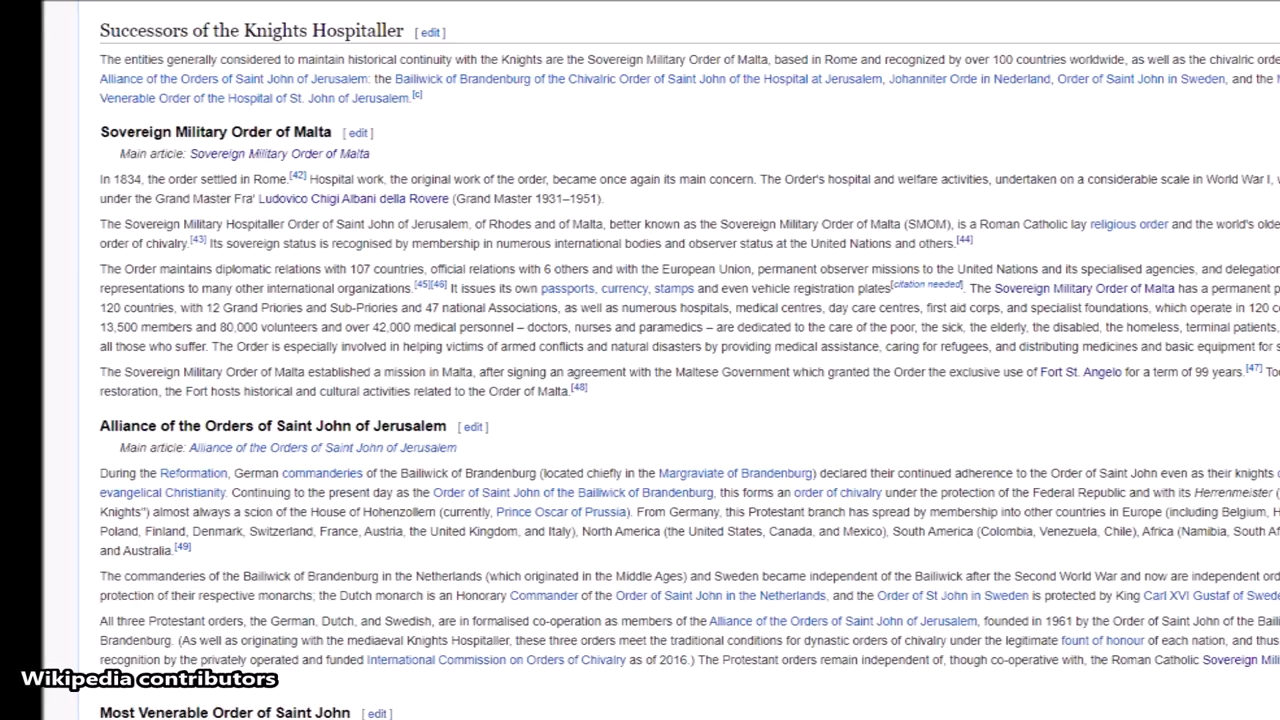 Successors of the Knights Hospitaller [ edit ]
The entities generally considered to maintain historical continuity with the Knights are the Sovereign Military Order of Malta, based in Rome and recognized by over 100 countries worldwide, as well as the chivalric
Alliance of the Orders of Saint John of Jerusalem: the Bailiwick of Brandenburg of the Chivalric Order of Saint John of the Hospital at Jerusalem, Johanniter Orde in Nederland, Order of Saint John in Sweden, and the
Venerable Order of the Hospital of St. John of Jerusalem.[c]
Sovereign Military Order of Malta [ edit ]
Main article: Sovereign Military Order of Malta
In 1834, the order settled in Rome.[42] Hospital work, the original work of the order, became once again its main concern. The Order's hospital and welfare activities, undertaken on a considerable scale in World War I,
under the Grand Master Fra' Ludovico Chigi Albani della Rovere (Grand Master 1931–1951).
The Sovereign Military Hospitaller Order of Saint John of Jerusalem, of Rhodes and of Malta, better known as the Sovereign Military Order of Malta (SMOM), is a Roman Catholic lay religious order and the world's
order of chivalry.[43] Its sovereign status is recognised by membership in numerous international bodies and observer status at the United Nations and others.[44]
The Order maintains diplomatic relations with 107 countries, official relations with 6 others and with the European Union, permanent observer missions to the United Nations and its specialised agencies, and
representations to many other international organizations.[45][46] It issues its own passports, currency, stamps and even vehicle registration plates[citation needed]. The Sovereign Military Order of Malta has a permanent
120 countries, with 12 Grand Priories and Sub-Priories and 47 national Associations, as well as numerous hospitals, medical centres, day care centres, first aid corps, and specialist foundations, which operate in 120
13,500 members and 80,000 volunteers and over 42,000 medical personnel – doctors, nurses and paramedics – are dedicated to the care of the poor, the sick, the elderly, the disabled, the homeless, terminal patients,
all those who suffer. The Order is especially involved in helping victims of armed conflicts and natural disasters by providing medical assistance, caring for refugees, and distributing medicines and basic equipment for
The Sovereign Military Order of Malta established a mission in Malta, after signing an agreement with the Maltese Government which granted the Order the exclusive use of Fort St. Angelo for a term of 99 years.[47]
restoration, the Fort hosts historical and cultural activities related to the Order of Malta.[48]
Alliance of the Orders of Saint John of Jerusalem [ edit ]
Main article: Alliance of the Orders of Saint John of Jerusalem
During the Reformation, German commanderies of the Bailiwick of Brandenburg (located chiefly in the Margraviate of Brandenburg) declared their continued adherence to the Order of Saint John even as their knights
evangelical Christianity. Continuing to the present day as the Order of Saint John of the Bailiwick of Brandenburg, this forms an order of chivalry under the protection of the Federal Republic and with its Herrenmeister (
Knights") almost always a scion of the House of Hohenzollern (currently, Prince Oscar of Prussia). From Germany, this Protestant branch has spread by membership into other countries in Europe (including Belgium,
Poland, Finland, Denmark, Switzerland, France, Austria, the United Kingdom, and Italy), North America (the United States, Canada, and Mexico), South America (Colombia, Venezuela, Chile), Africa (Namibia, South
and Australia.[49]
The commanderies of the Bailiwick of Brandenburg in the Netherlands (which originated in the Middle Ages) and Sweden became independent of the Bailiwick after the Second World War and now are independent
protection of their respective monarchs; the Dutch monarch is an Honorary Commander of the Order of Saint John in the Netherlands, and the Order of St John in Sweden is protected by King Carl XVI Gustaf of
All three Protestant orders, the German, Dutch, and Swedish, are in formalised co-operation as members of the Alliance of the Orders of Saint John of Jerusalem, founded in 1961 by the Order of Saint John of the
Brandenburg. (As well as originating with the mediaeval Knights Hospitaller, these three orders meet the traditional conditions for dynastic orders of chivalry under the legitimate fount of honour of each nation, and thus
recognition by the privately operated and funded International Commission on Orders of Chivalry as of 2016.) The Protestant orders remain independent of, though co-operative with, the Roman Catholic Sovereign
Wikipedia contributors
Most Venerable Order of Saint John [ edit ]